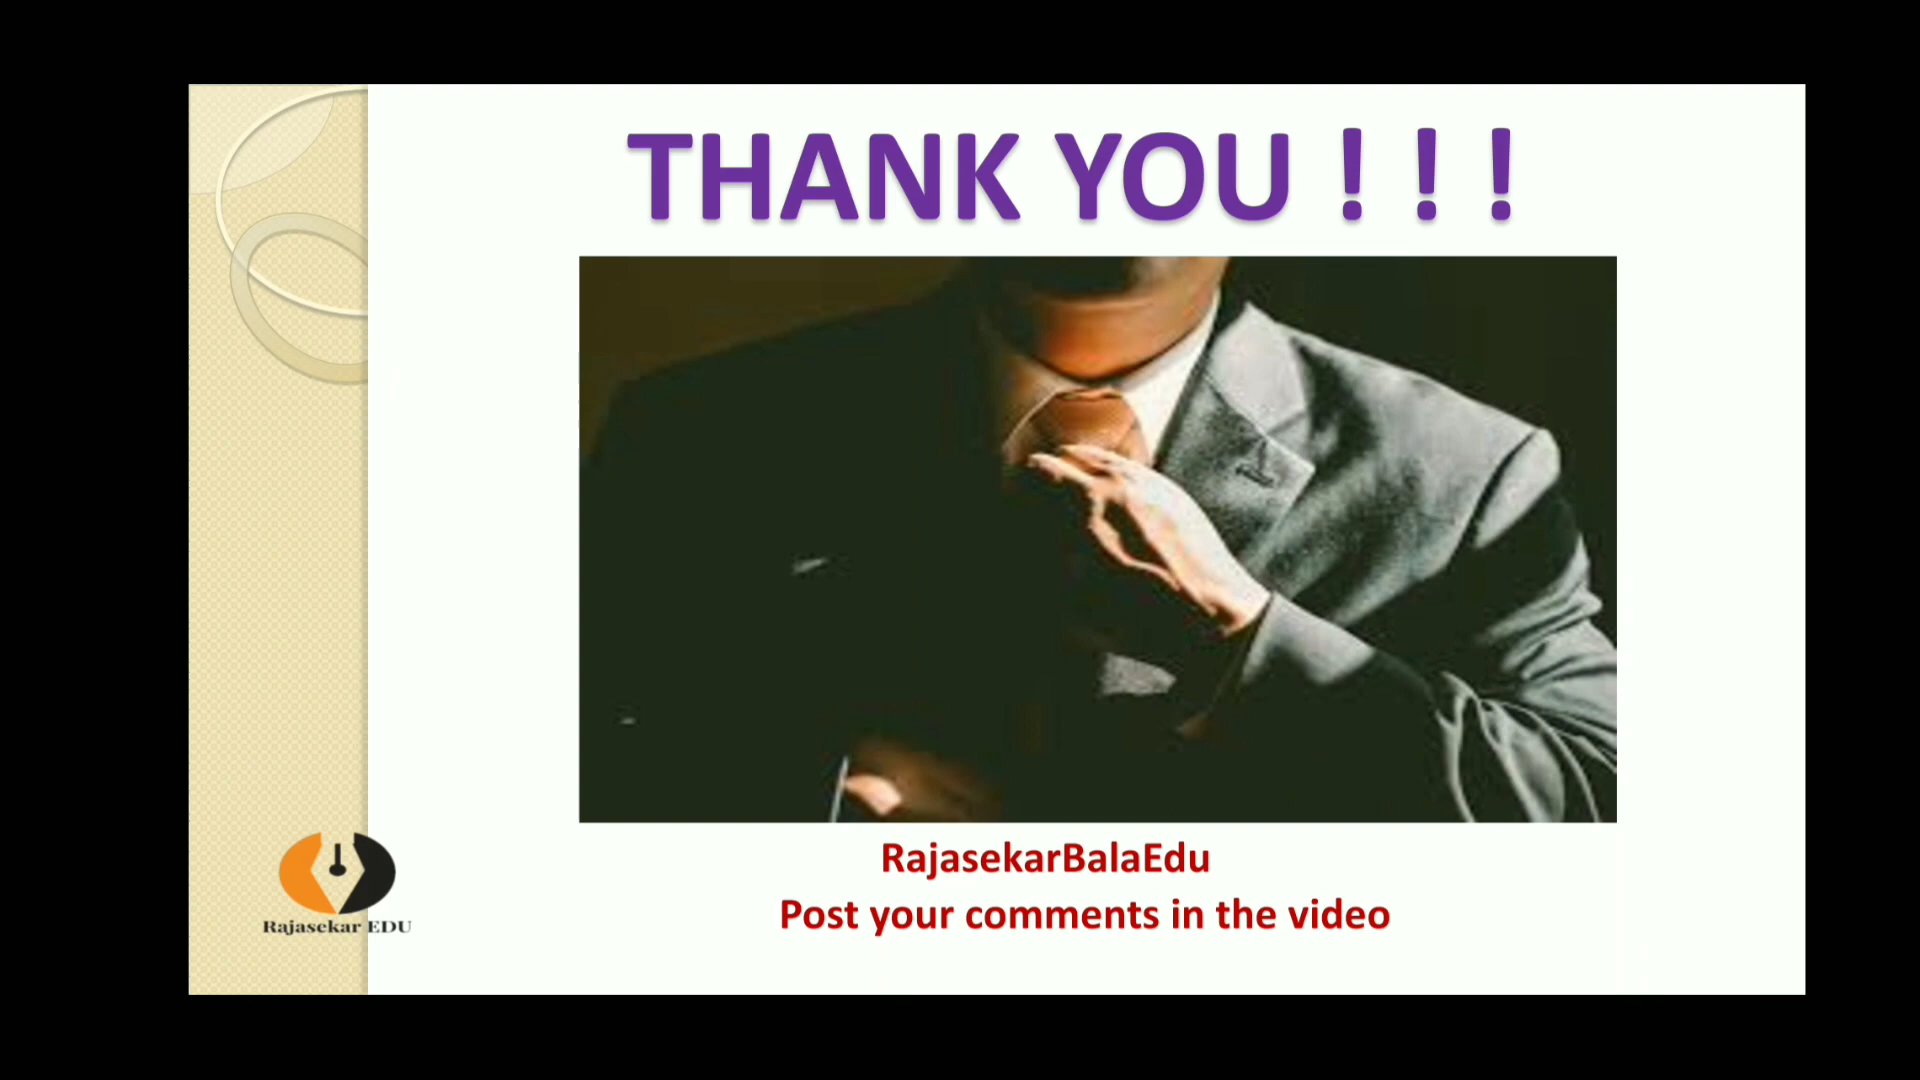 THANK YOU ! ! !
RajasekarBalaEdu
Post your comments in the video
Rajasekar EDU